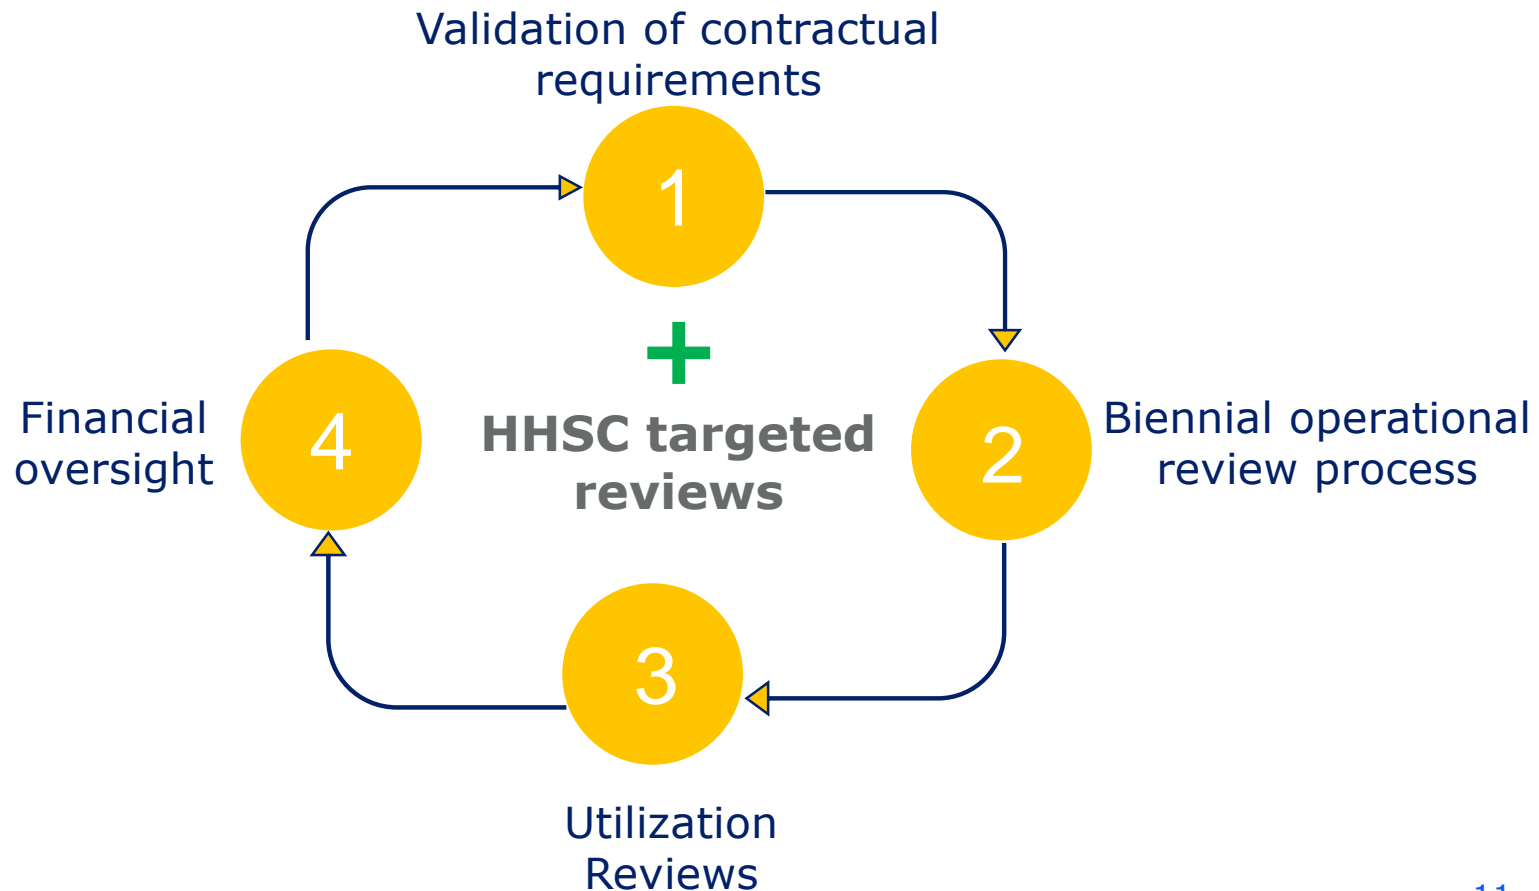 Validation of contractual
requirements
1
+
HHSC targeted
reviews
Financial
oversight
4
2
Biennial operational
review process
3
Utilization
Reviews
11